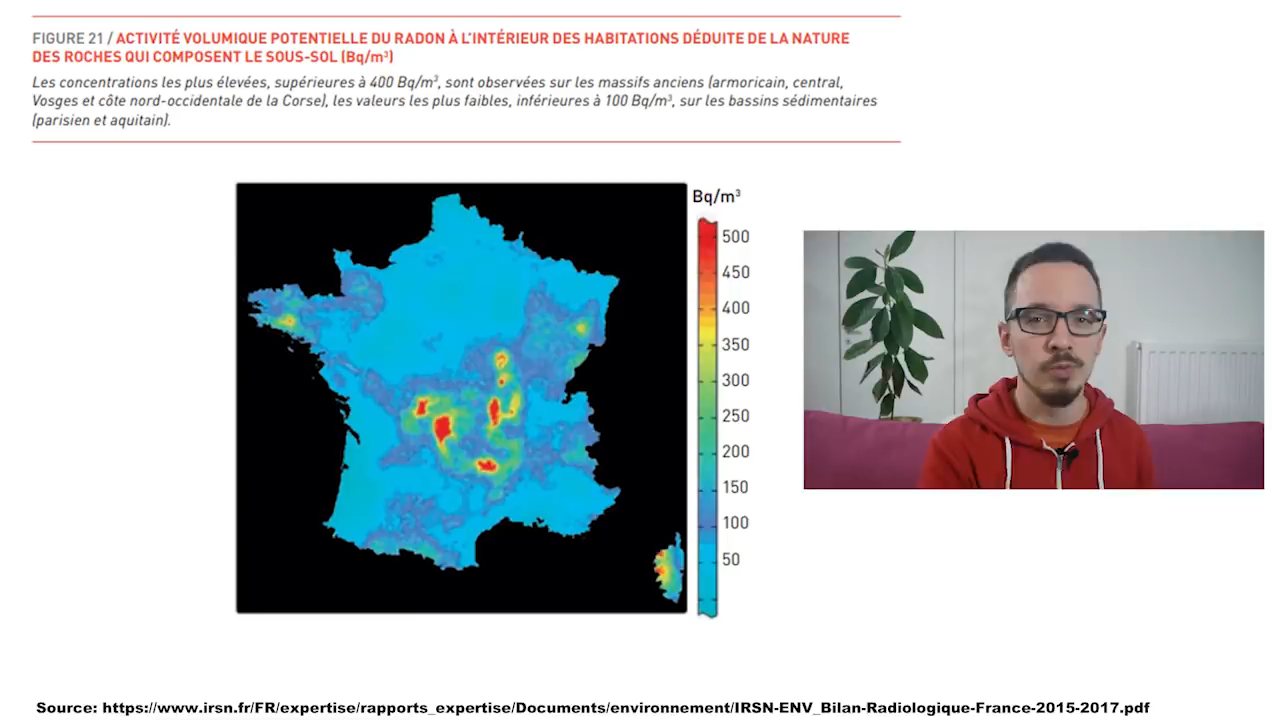 FIGURE 21 / ACTIVITÉ VOLUMIQUE POTENTIELLE DU RADON À L'INTÉRIEUR DES HABITATIONS DÉDUITE DE LA NATURE
DES ROCHES QUI COMPOSENT LE SOUS-SOL (Bq/m³)
Les concentrations les plus élevées, supérieures à 400 Bq/m³, sont observées sur les massifs anciens (armoricain, central,
Vosges et côte nord-occidentale de la Corse), les valeurs les plus faibles, inférieures à 100 Bq/m³, sur les bassins sédimentaires
(parisien et aquitain).
Bq/m³
500
450
400
350
300
250
200
150
100
50
Source: https://www.irsn.fr/FR/expertise/rapports_expertise/Documents/environnement/IRSN-ENV_Bilan-Radiologique-France-2015-2017.pdf